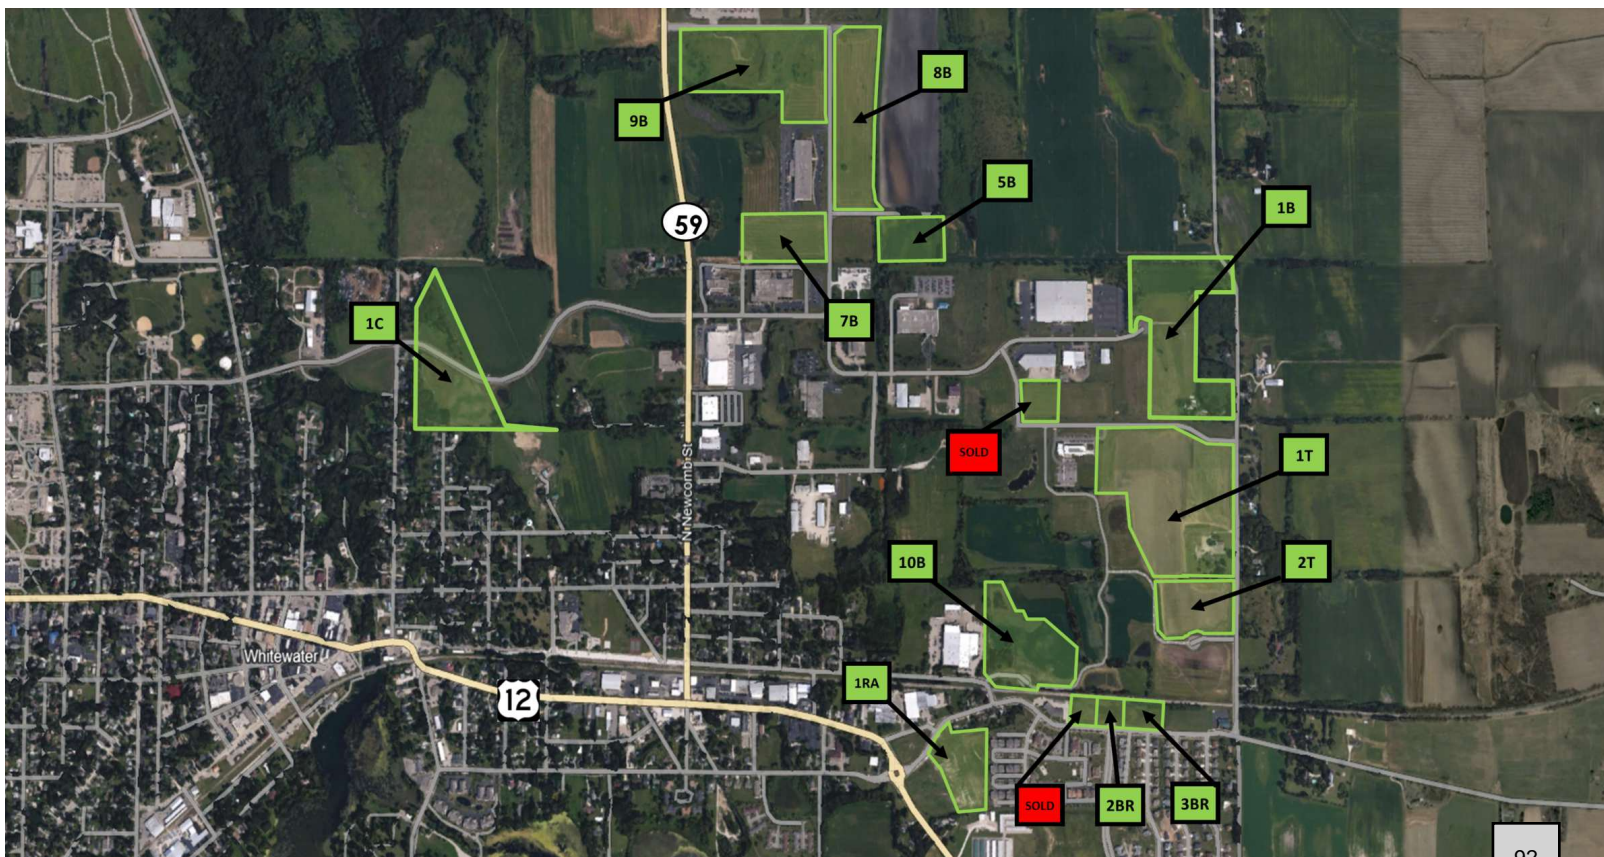 8B
9B
5B
1B
59
1C
7B
N Newcomb St
SOLD
1T
10B
2T
Whitewater
1RA
12
SOLD
2BR
3BR